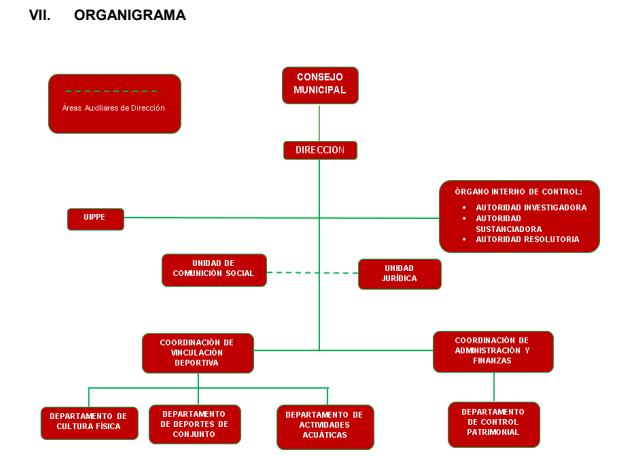 VII. ORGANIGRAMA
CONSEJO
MUNICIPAL
Áreas Auxiliares de Dirección
DIRECCION
ÓRGANO INTERNO DE CONTROL:
• AUTORIDAD INVESTIGADORA
• AUTORIDAD
SUSTANCIADORA
• AUTORIDAD RESOLUTORIA
UIPPE
UNIDAD DE
COMUNICIÓN SOCIAL
UNIDAD
JURÍDICA
COORDINACIÓN DE
VINCULACIÓN
DEPORTIVA
COORDINACIÓN DE
ADMINISTRACIÓN Y
FINANZAS
DEPARTAMENTO DE
CULTURA FÍSICA
DEPARTAMENTO
DE DEPORTES DE
CONJUNTO
DEPARTAMENTO DE
ACTIVIDADES
ACUÁTICAS
DEPARTAMENTO
DE CONTROL
PATRIMONIAL